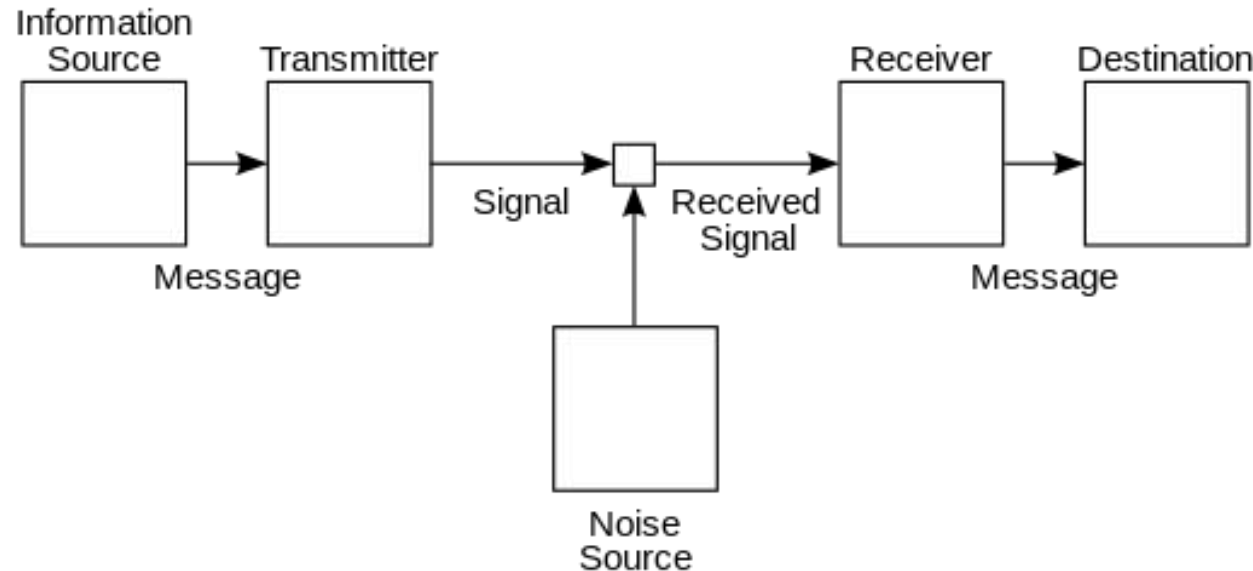 Information
Source
Transmitter
Receiver
Destination
Signal
Received
Signal
Message
Message
Noise
Source